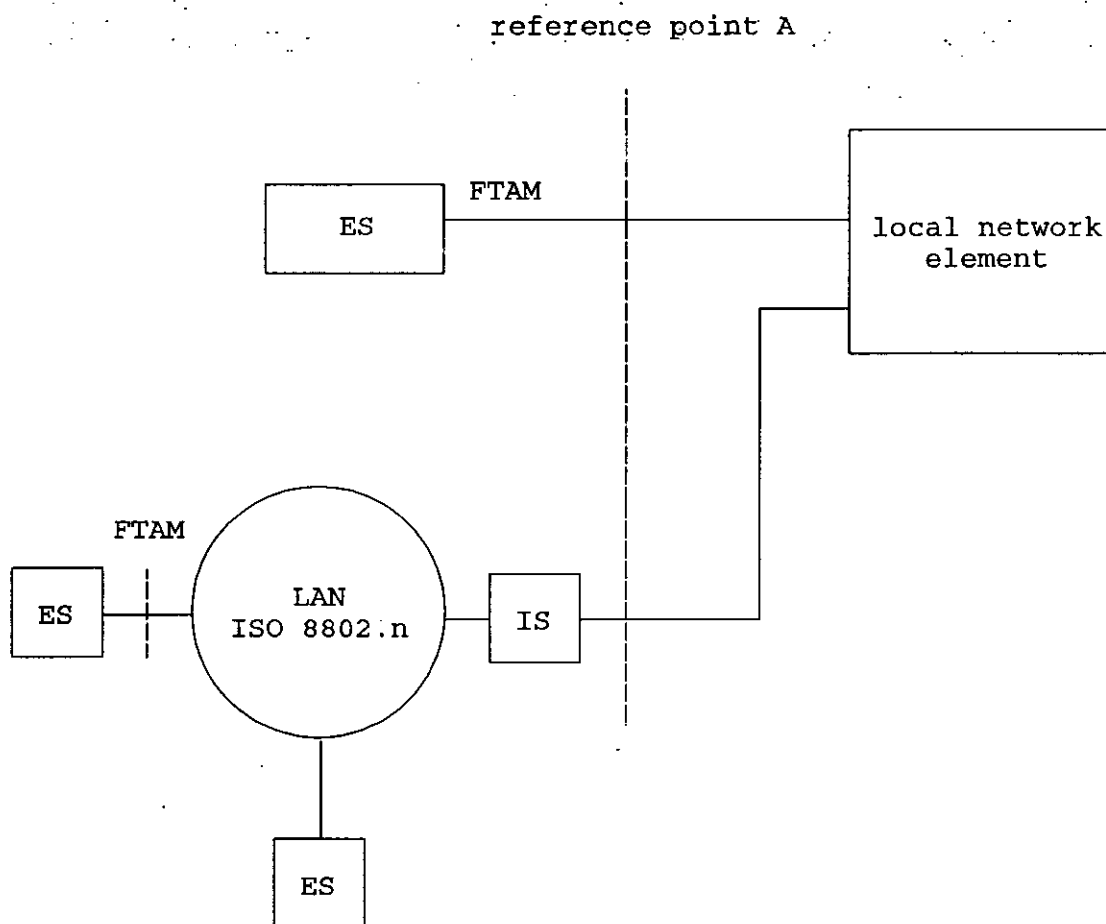 reference point A
FTAM
ES
local network
element
FTAM
ES
LAN
ISO 8802.n
IS
ES